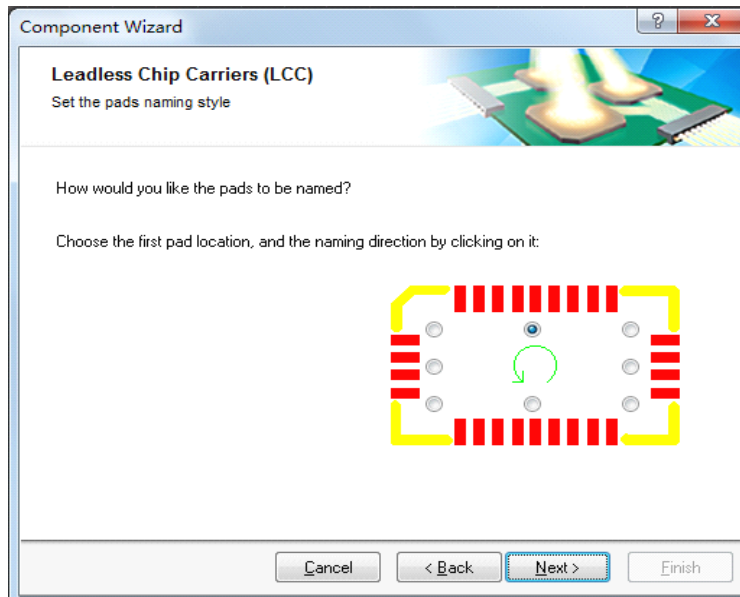 Component Wizard
?
Leadless Chip Carriers (LCC)
Set the pads naming style
How would you like the pads to be named?
Choose the first pad location, and the naming direction by clicking on it:
Cancel
< Back
Next >
Finish